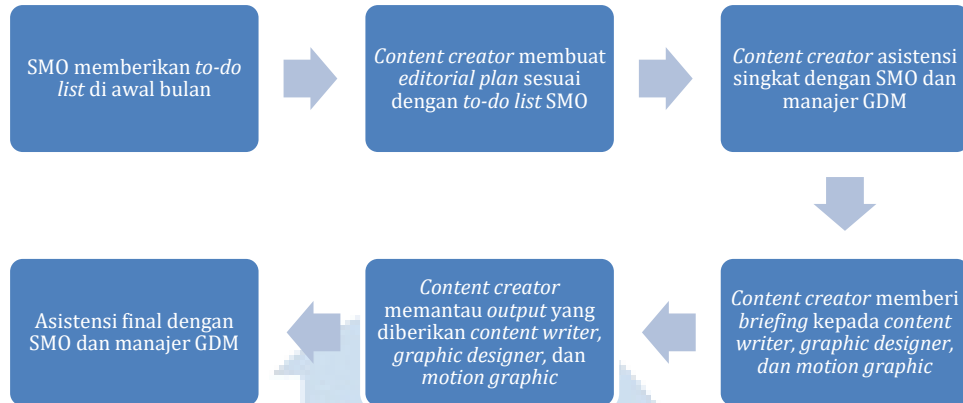 SMO memberikan to-do
list di awal bulan
Content creator membuat
editorial plan sesuai
dengan to-do list SMO
Content creator asistensi
singkat dengan SMO dan
manajer GDM
Content creator memberi
briefing kepada content
writer, graphic designer,
dan motion graphic
Content creator
memantau output yang
diberikan content writer,
graphic designer, dan
motion graphic
Asistensi final dengan
SMO dan manajer GDM